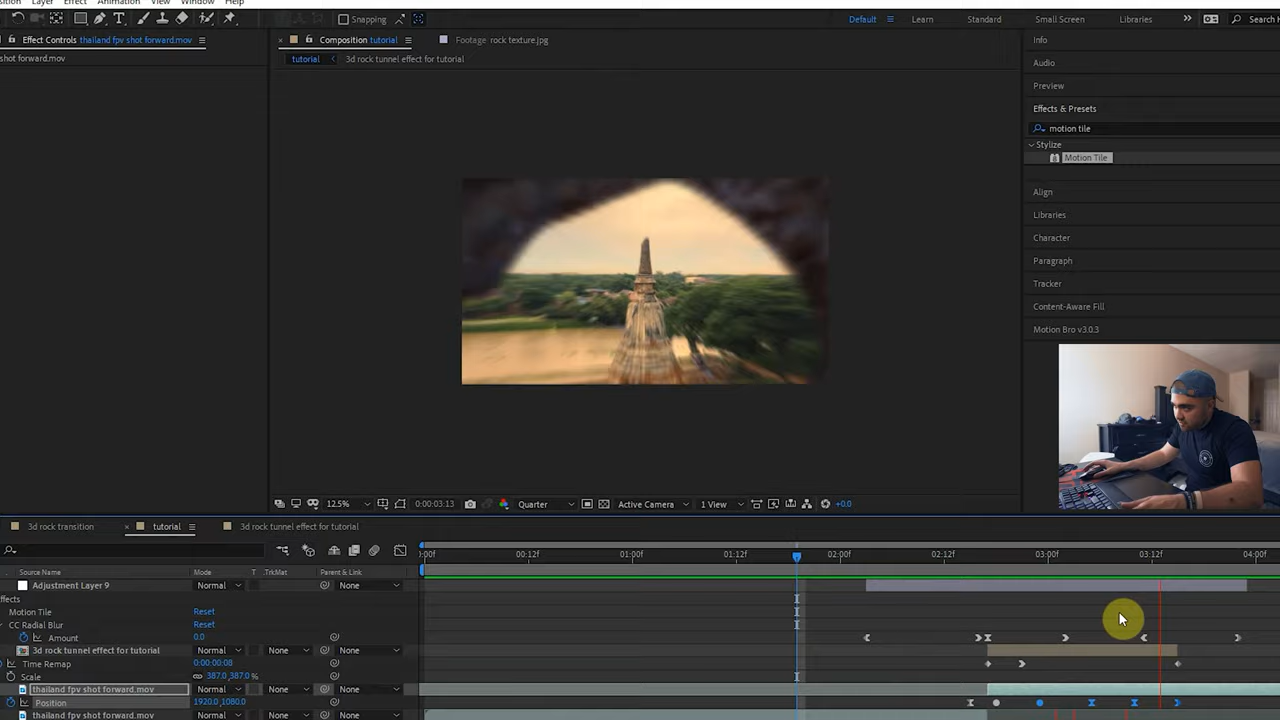 osition Layer Effect Animation View Window Help
Snapping Default Learn Standard Small Screen Libraries Search H
Effect Controls thailand fpv shot forward.mov
Composition tutorial
Footage rock texture.jpg
Info
shot forward.mov
tutorial
3d rock tunnel effect for tutorial
Audio
Preview
Effects & Presets
motion tile
Stylize
Motion Tile
Align
Libraries
Character
Paragraph
Tracker
Content-Aware Fill
Motion Bro v3.0.3
12.5% 0:00:03:13 Quarter Active Camera 1 View +0.0
3d rock transition
tutorial
3d rock tunnel effect for tutorial
:00f 00:12f 01:00f 01:12f 02:00f 02:12f 03:00f 03:12f 04:00f
Source Name Mode T TrkMat Parent & Link
Adjustment Layer 9 Normal None
ffects
Motion Tile Reset
CC Radial Blur Reset
Amount 0.0
3d rock tunnel effect for tutorial Normal None None
Time Remap 0:00:00:08
Scale 387.0,387.0%
thailand fpv shot forward.mov Normal None None
Position 1920.0,1080.0
thailand fpv shot forward.mov Normal None None